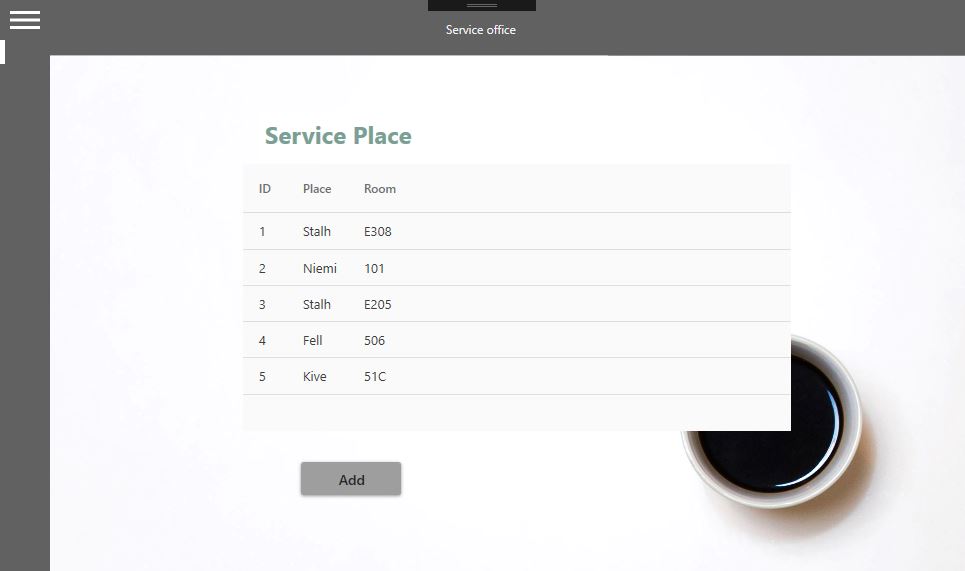 Service office
Service Place
ID Place Room
1 Stalh E308
2 Niemi 101
3 Stalh E205
4 Fell 506
5 Kive 51C
Add